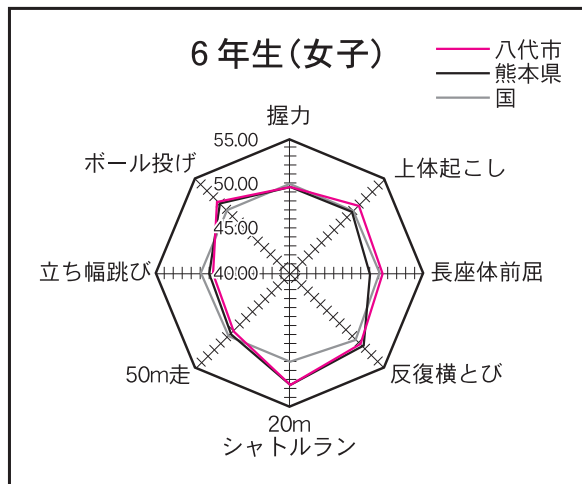 6年生(女子)
八代市
熊本県
国
握力
55.00
50.00
45.00
40.00
上体起こし
長座体前屈
反復横とび
20m
シャトルラン
50m走
立ち幅跳び
ボール投げ